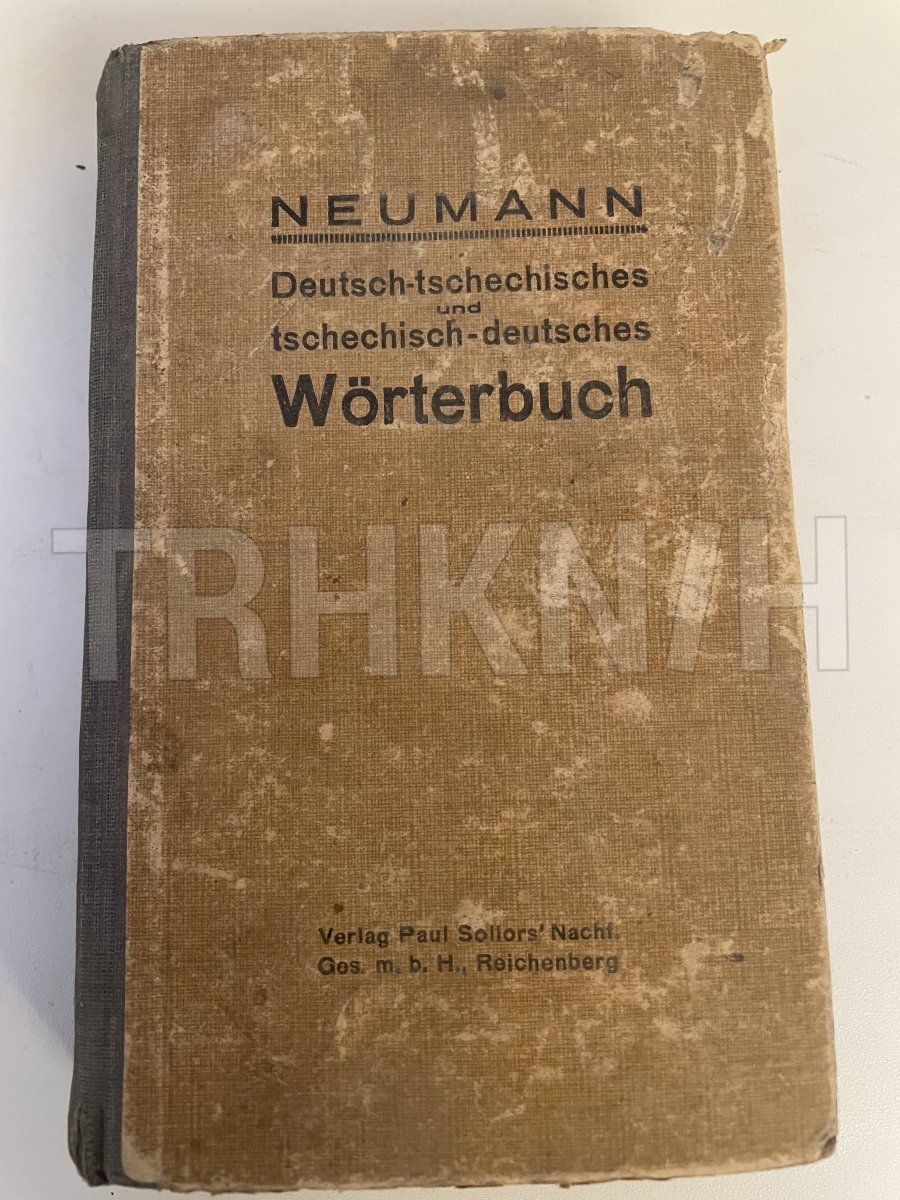 NEUMANN
Deutsch-tschechisches
und
tschechisch-deutsches
Wörterbuch
TRHKNIH
Verlag Paul Sollors' Nachf.
Ges. m. b. H., Reichenberg